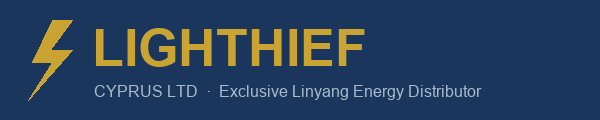 LIGHTHIEF
CYPRUS LTD · Exclusive Linyang Energy Distributor